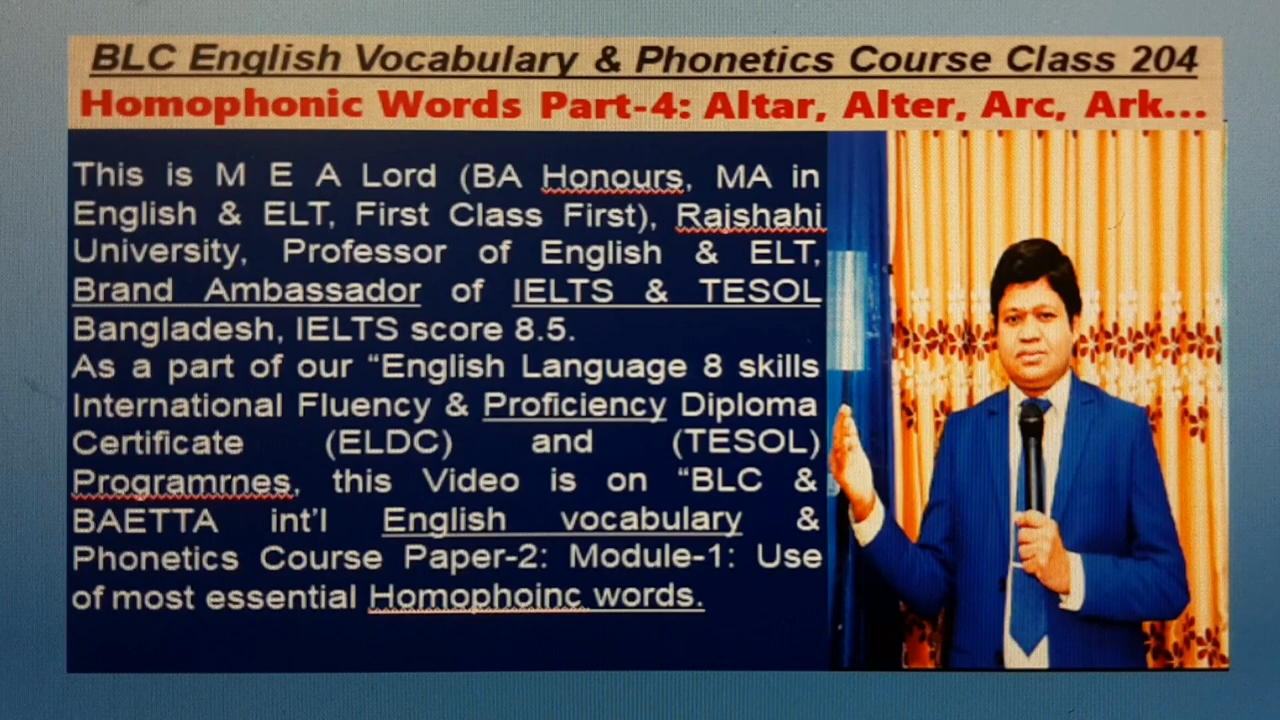 BLC English Vocabulary & Phonetics Course Class 204
Homophonic Words Part-4: Altar, Alter, Arc, Ark...
This is M E A Lord (BA Honours, MA in
English & ELT, First Class First), Rajshahi
University, Professor of English & ELT,
Brand Ambassador of IELTS & TESOL
Bangladesh, IELTS score 8.5.
As a part of our “English Language 8 skills
International Fluency & Proficiency Diploma
Certificate (ELDC) and (TESOL)
Programrnes, this Video is on “BLC &
BAETTA int’l English vocabulary &
Phonetics Course Paper-2: Module-1: Use
of most essential Homophoinc words.